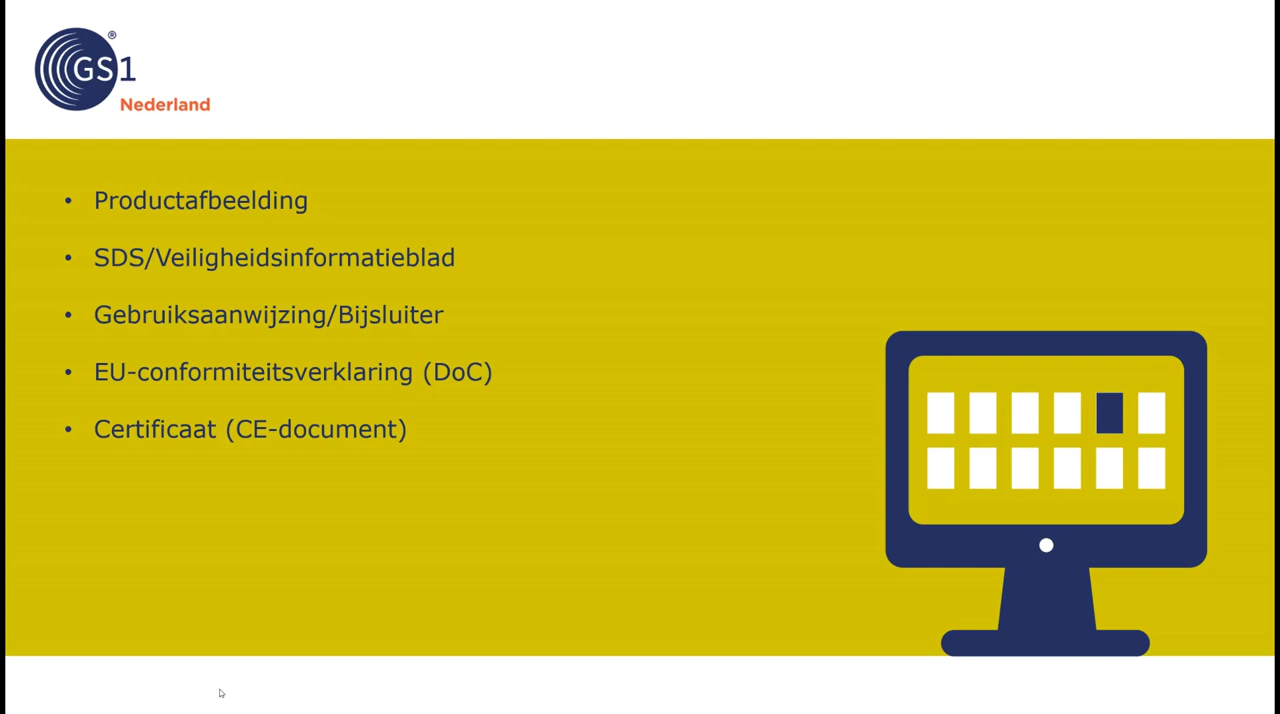 GS1®
Nederland
• Productafbeelding
• SDS/Veiligheidsinformatieblad
• Gebruiksaanwijzing/Bijsluiter
• EU-conformiteitsverklaring (DoC)
• Certificaat (CE-document)